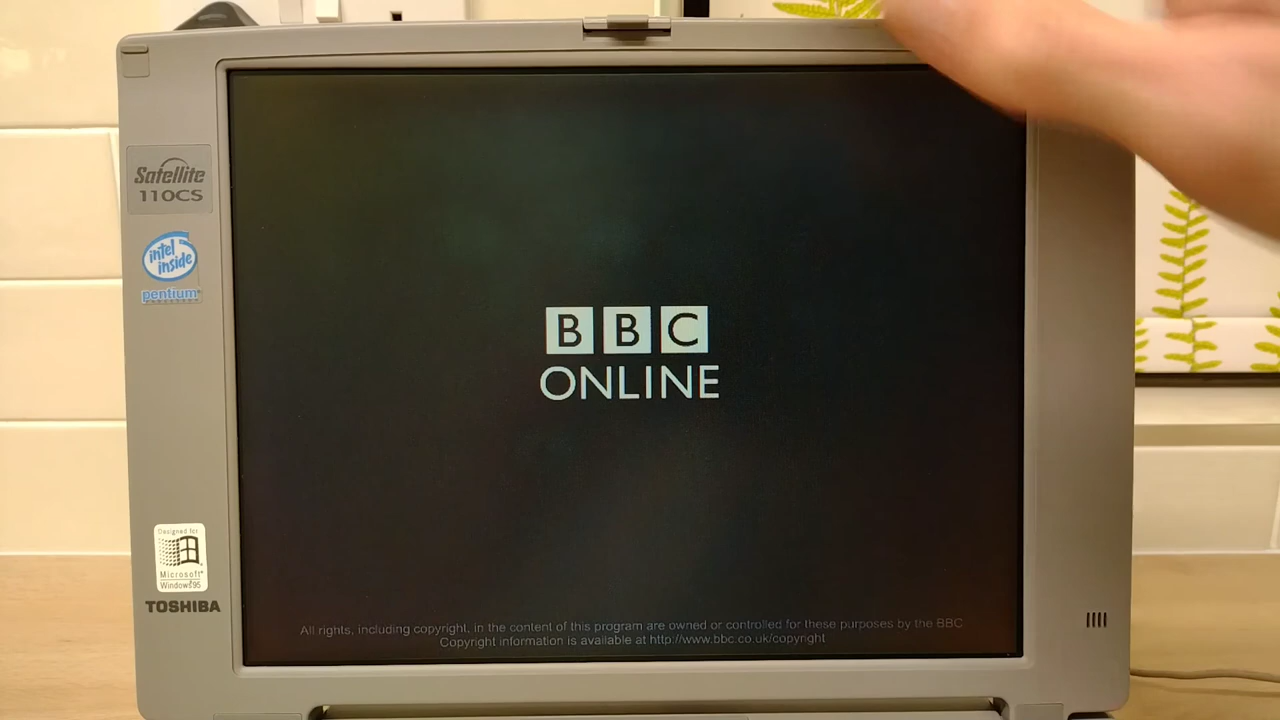 Satellite
110CS
intel
inside
pentium
BBC
ONLINE
Designed for
Microsoft
Windows95
TOSHIBA
All rights, including copyright, in the content of this program are owned or controlled for these purposes by the BBC
Copyright information is available at http://www.bbc.co.uk/copyright